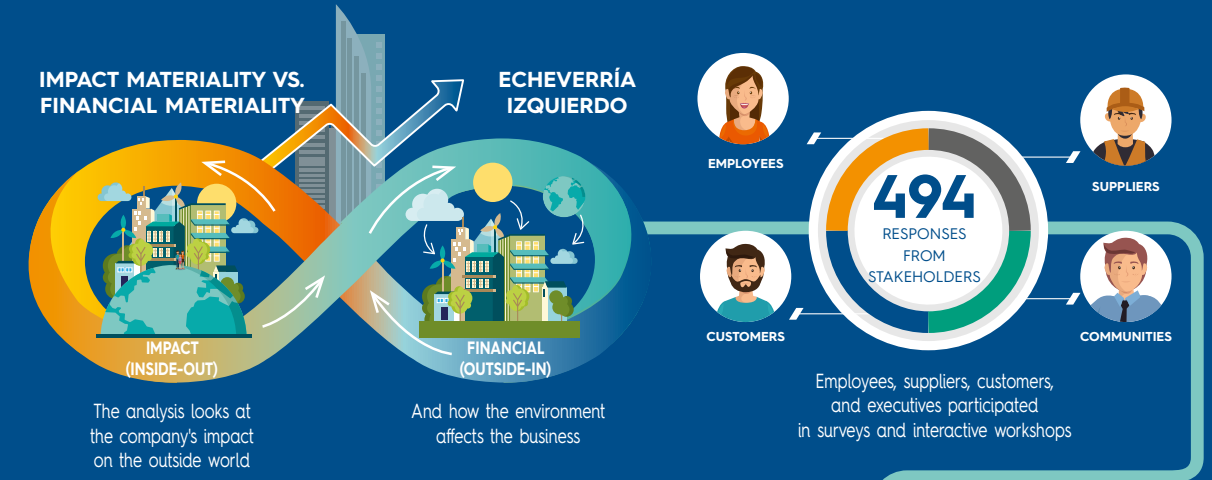 IMPACT MATERIALITY VS.
FINANCIAL MATERIALITY
ECHEVERRÍA
IZQUIERDO
IMPACT
(INSIDE-OUT)
The analysis looks at
the company's impact
on the outside world
FINANCIAL
(OUTSIDE-IN)
And how the environment
affects the business
EMPLOYEES
SUPPLIERS
494
RESPONSES
FROM
STAKEHOLDERS
CUSTOMERS
COMMUNITIES
Employees, suppliers, customers,
and executives participated
in surveys and interactive workshops